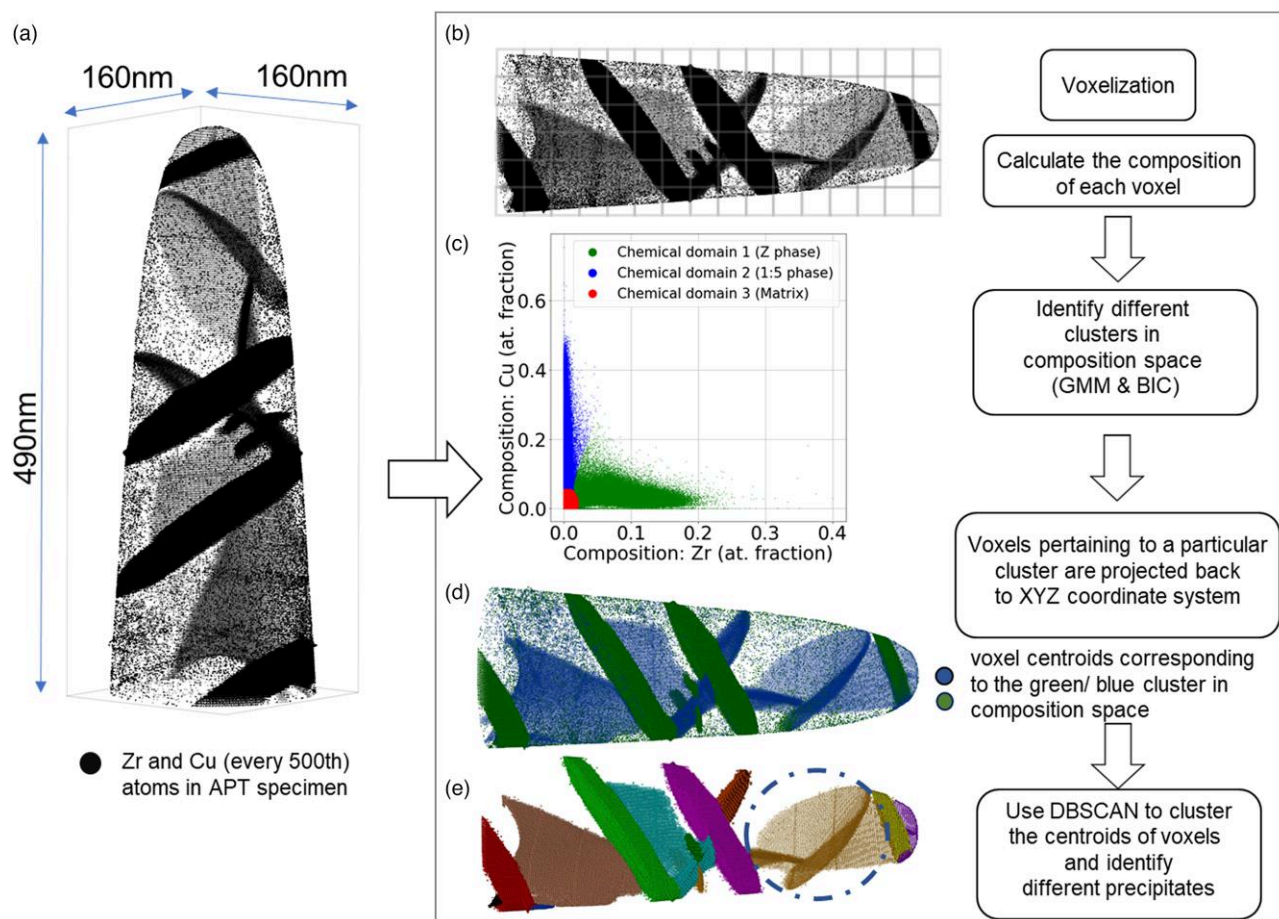 (a)
160nm
160nm
490nm
Zr and Cu (every 500th)
atoms in APT specimen
(b)
Voxelization
Calculate the composition
of each voxel
(c)
Composition: Cu (at. fraction)
0.6
0.4
0.2
0.0
Chemical domain 1 (Z phase)
Chemical domain 2 (1:5 phase)
Chemical domain 3 (Matrix)
0.0
0.1
0.2
0.3
0.4
Composition: Zr (at. fraction)
Identify different
clusters in
composition space
(GMM & BIC)
Voxels pertaining to a particular
cluster are projected back
to XYZ coordinate system
(d)
voxel centroids corresponding
to the green/ blue cluster in
composition space
(e)
Use DBSCAN to cluster
the centroids of voxels
and identify
different precipitates